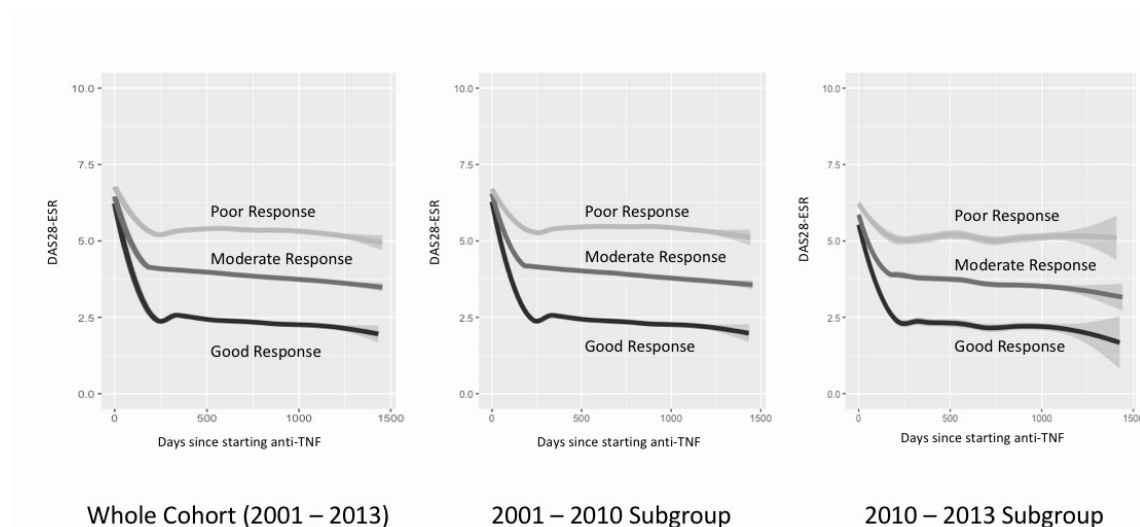 10.0
7.5
5.0
2.5
0.0
DAS28-ESR
Poor Response
Moderate Response
Good Response
0
500
1000
1500
Days since starting anti-TNF
Whole Cohort (2001 – 2013)
10.0
7.5
5.0
2.5
0.0
DAS28-ESR
Poor Response
Moderate Response
Good Response
0
500
1000
1500
Days since starting anti-TNF
2001 – 2010 Subgroup
10.0
7.5
5.0
2.5
0.0
DAS28-ESR
Poor Response
Moderate Response
Good Response
0
500
1000
1500
Days since starting anti-TNF
2010 – 2013 Subgroup